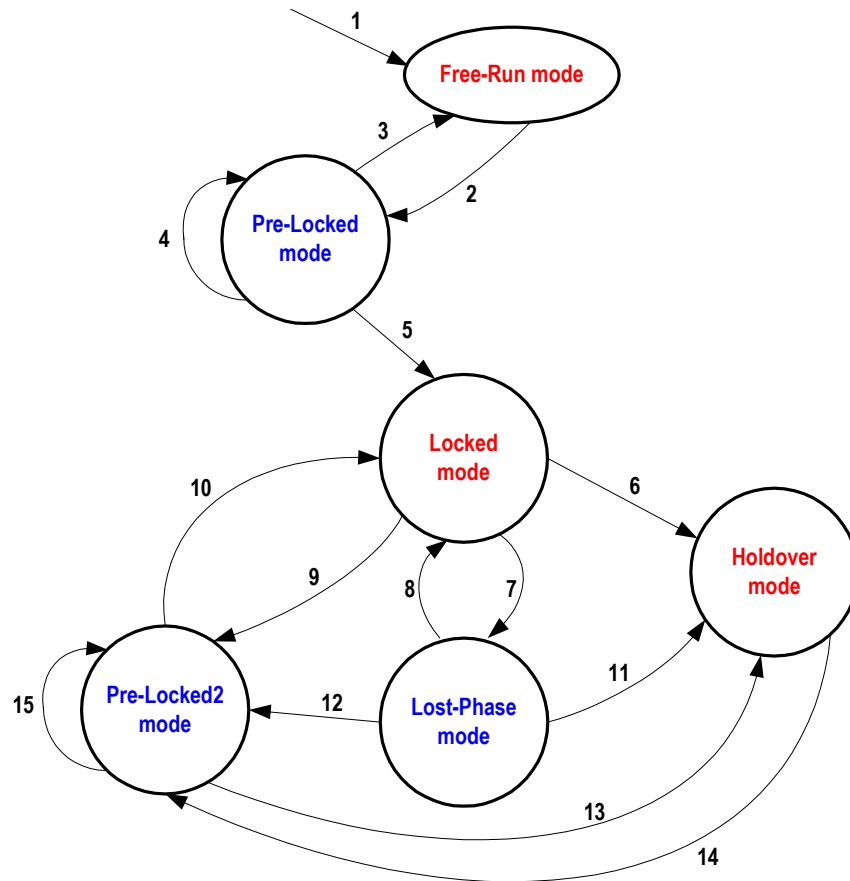 1
Free-Run mode
3
2
Pre-Locked
mode
4
5
Locked
mode
10
6
Holdover
mode
9
8
7
11
Pre-Locked2
mode
15
12
Lost-Phase
mode
13
14